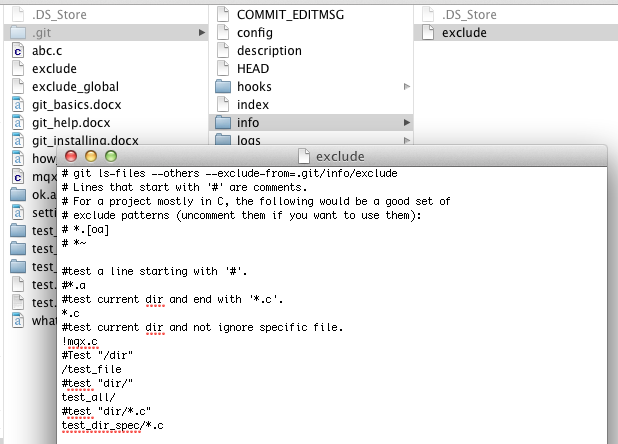 .DS_Store
.git
abc.c
exclude
exclude_global
git_basics.docx
git_help.docx
git_installing.docx
how
mqx
ok.a
setti
test_
test_
test_
test.
test.
what
COMMIT_EDITMSG
config
description
HEAD
hooks
index
info
logs
.DS_Store
exclude
exclude
# git ls-files --others --exclude-from=.git/info/exclude
# Lines that start with '#' are comments.
# For a project mostly in C, the following would be a good set of
# exclude patterns (uncomment them if you want to use them):
# *.[oa]
# *~
#test a line starting with '#'.
#*.a
#test current dir and end with '*.c'.
*.c
#test current dir and not ignore specific file.
!mqx.c
#Test "/dir"
/test_file
#test "dir/"
test_all/
#test "dir/*.c"
test_dir_spec/*.c